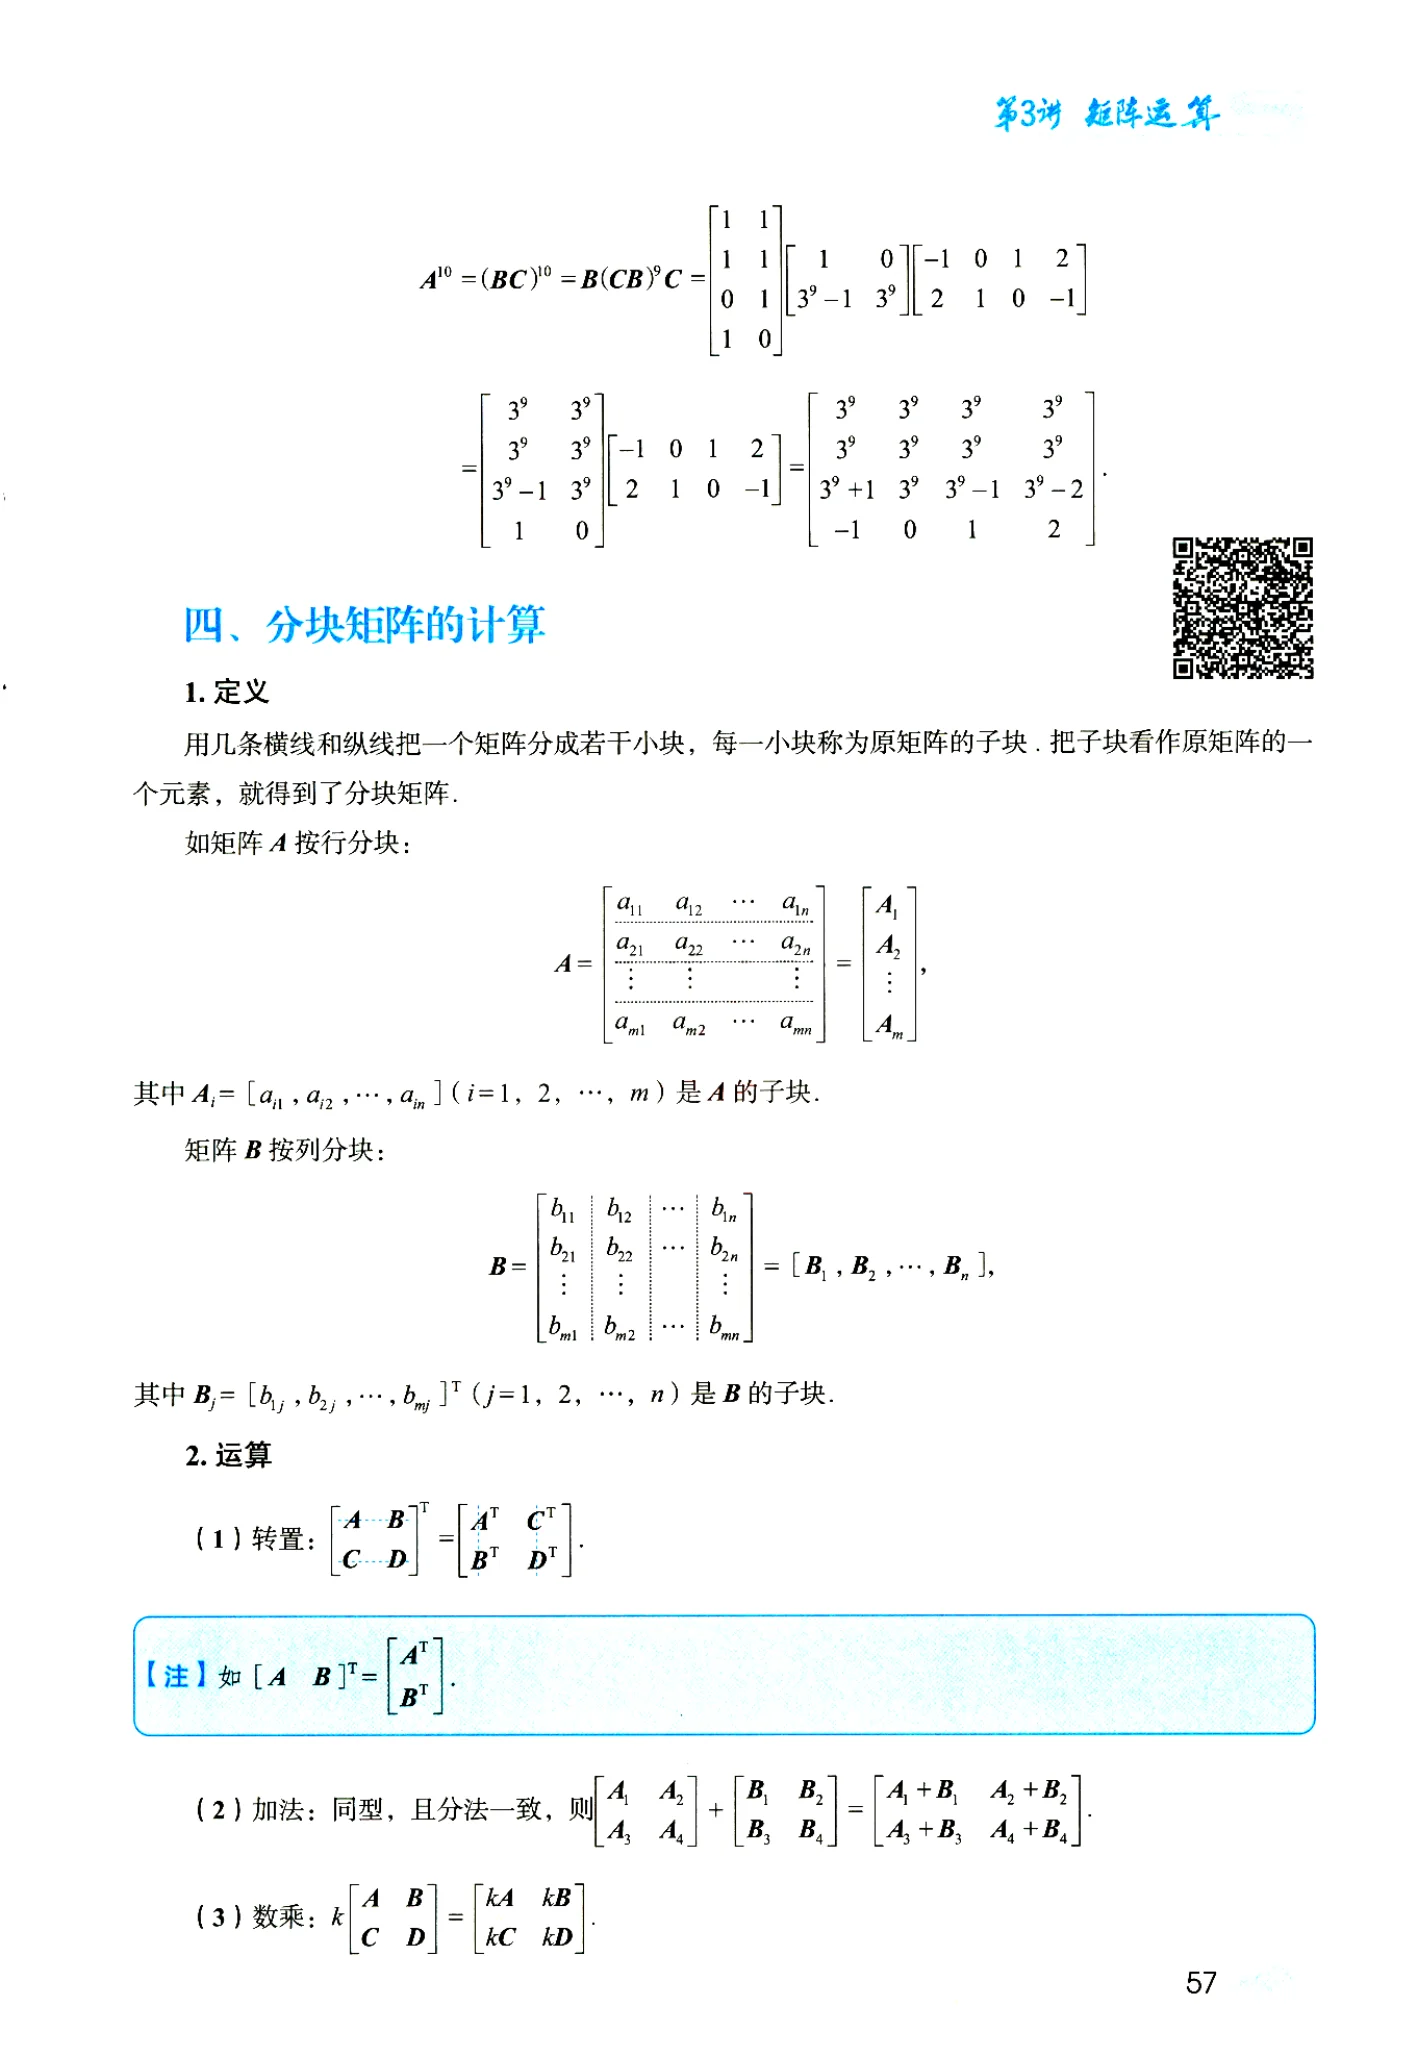 第3讲 矩阵运算
$A^{10}=(BC)^{10}=B(CB)^9C=\begin{bmatrix}1&1\\1&1\\0&1\\1&0\end{bmatrix}\begin{bmatrix}1&0\\3^9-1&3^9\end{bmatrix}\begin{bmatrix}-1&0&1&2\\2&1&0&-1\end{bmatrix}$
$=\begin{bmatrix}3^9&3^9\\3^9&3^9\\3^9-1&3^9\\1&0\end{bmatrix}\begin{bmatrix}-1&0&1&2\\2&1&0&-1\end{bmatrix}=\begin{bmatrix}3^9&3^9&3^9&3^9\\3^9&3^9&3^9&3^9\\3^9+1&3^9&3^9-1&3^9-2\\-1&0&1&2\end{bmatrix}.$
四、分块矩阵的计算
1. 定义
用几条横线和纵线把一个矩阵分成若干小块，每一小块称为原矩阵的子块．把子块看作原矩阵的一
个元素，就得到了分块矩阵．
如矩阵 A 按行分块：
$A=\begin{bmatrix}a_{11}&a_{12}&\cdots&a_{1n}\\a_{21}&a_{22}&\cdots&a_{2n}\\\vdots&\vdots&&\vdots\\a_{m1}&a_{m2}&\cdots&a_{mn}\end{bmatrix}=\begin{bmatrix}A_1\\A_2\\\vdots\\A_m\end{bmatrix},$
其中 $A_i=[a_{i1},a_{i2},\cdots,a_{in}]$（$i=1，2，\cdots，m$）是 A 的子块．
矩阵 B 按列分块：
$B=\begin{bmatrix}b_{11}&b_{12}&\cdots&b_{1n}\\b_{21}&b_{22}&\cdots&b_{2n}\\\vdots&\vdots&&\vdots\\b_{m1}&b_{m2}&\cdots&b_{mn}\end{bmatrix}=[B_1,B_2,\cdots,B_n],$
其中 $B_j=[b_{1j},b_{2j},\cdots,b_{mj}]^T$（$j=1，2，\cdots，n$）是 B 的子块．
2. 运算
（1）转置：$\begin{bmatrix}A&B\\C&D\end{bmatrix}^T=\begin{bmatrix}A^T&C^T\\B^T&D^T\end{bmatrix}.$
【注】如 $[A\quad B]^T=\begin{bmatrix}A^T\\B^T\end{bmatrix}.$
（2）加法：同型，且分法一致，则$\begin{bmatrix}A_1&A_2\\A_3&A_4\end{bmatrix}+\begin{bmatrix}B_1&B_2\\B_3&B_4\end{bmatrix}=\begin{bmatrix}A_1+B_1&A_2+B_2\\A_3+B_3&A_4+B_4\end{bmatrix}.$
（3）数乘：$k\begin{bmatrix}A&B\\C&D\end{bmatrix}=\begin{bmatrix}kA&kB\\kC&kD\end{bmatrix}.$
57